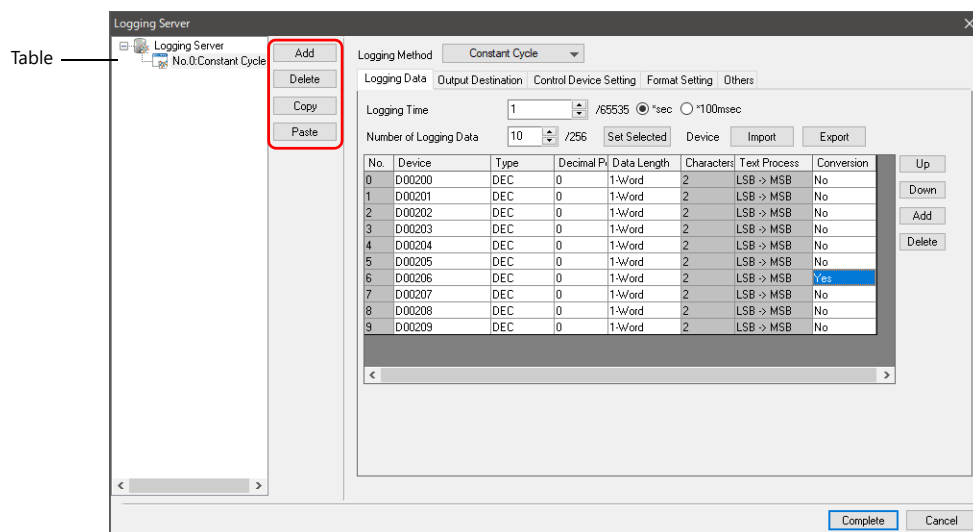 Logging Server
Table
Logging Server
No.0:Constant Cycle
Add
Delete
Copy
Paste
Logging Method Constant Cycle
Logging Data Output Destination Control Device Setting Format Setting Others
Logging Time 1 /65535 *sec *100msec
Number of Logging Data 10 /256 Set Selected Device Import Export
No. Device Type Decimal P Data Length Characters Text Process Conversion
0 D00200 DEC 0 1-Word 2 LSB -> MSB No
1 D00201 DEC 0 1-Word 2 LSB -> MSB No
2 D00202 DEC 0 1-Word 2 LSB -> MSB No
3 D00203 DEC 0 1-Word 2 LSB -> MSB No
4 D00204 DEC 0 1-Word 2 LSB -> MSB No
5 D00205 DEC 0 1-Word 2 LSB -> MSB No
6 D00206 DEC 0 1-Word 2 LSB -> MSB Yes
7 D00207 DEC 0 1-Word 2 LSB -> MSB No
8 D00208 DEC 0 1-Word 2 LSB -> MSB No
9 D00209 DEC 0 1-Word 2 LSB -> MSB No
Up
Down
Add
Delete
Complete Cancel